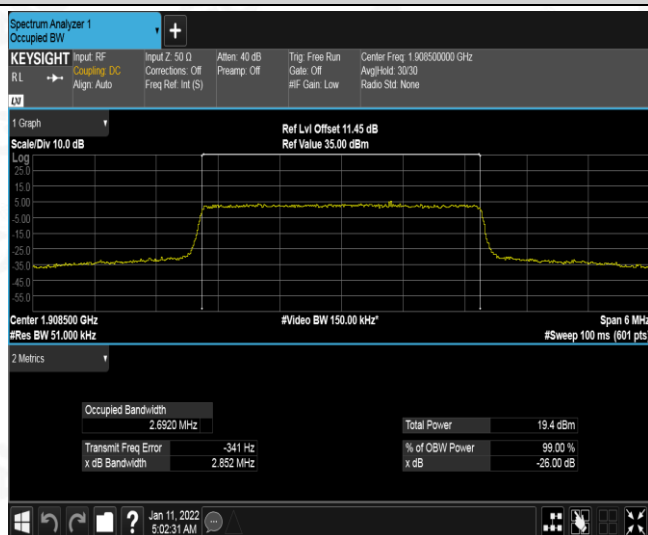 Spectrum Analyzer 1
Occupied BW
KEYSIGHT
R L
LXI
Input: RF
Coupling: DC
Align: Auto
Input Z: 50 Ω
Corrections: Off
Freq Ref: Int (S)
Atten: 40 dB
Preamp: Off
Trig: Free Run
Gate: Off
#IF Gain: Low
Center Freq: 1.908500000 GHz
Avg|Hold: 30/30
Radio Std: None
1 Graph
Scale/Div 10.0 dB
Ref Lvl Offset 11.45 dB
Ref Value 35.00 dBm
Log
25.0
15.0
5.00
-5.00
-15.0
-25.0
-35.0
-45.0
-55.0
Center 1.908500 GHz
#Res BW 51.000 kHz
#Video BW 150.00 kHz*
Span 6 MHz
#Sweep 100 ms (601 pts)
2 Metrics
Occupied Bandwidth
2.6920 MHz
Transmit Freq Error -341 Hz
x dB Bandwidth 2.852 MHz
Total Power 19.4 dBm
% of OBW Power 99.00 %
x dB -26.00 dB
Jan 11, 2022
5:02:31 AM